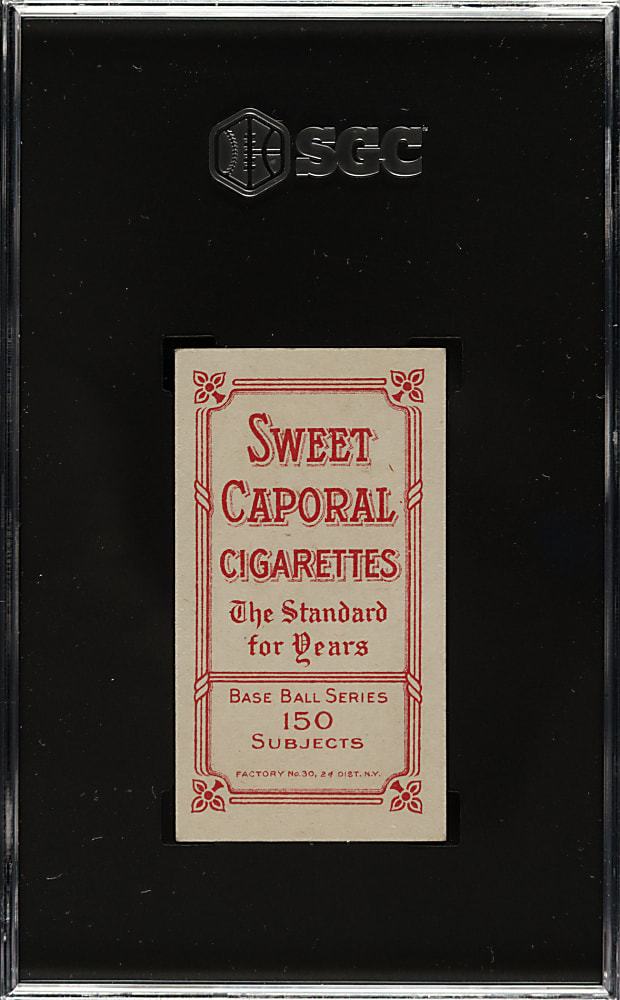 SGC
SWEET
CAPORAL
CIGARETTES
The Standard
for Years
BASE BALL SERIES
150
SUBJECTS
FACTORY No. 30, 2d DIST. N.Y.